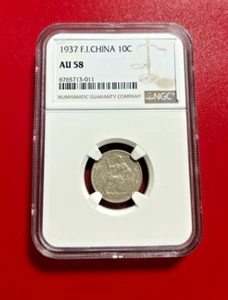 1937 F.I.CHINA 10C
AU 58
6765713-011
NUMISMATIC GUARANTY COMPANY
NGC